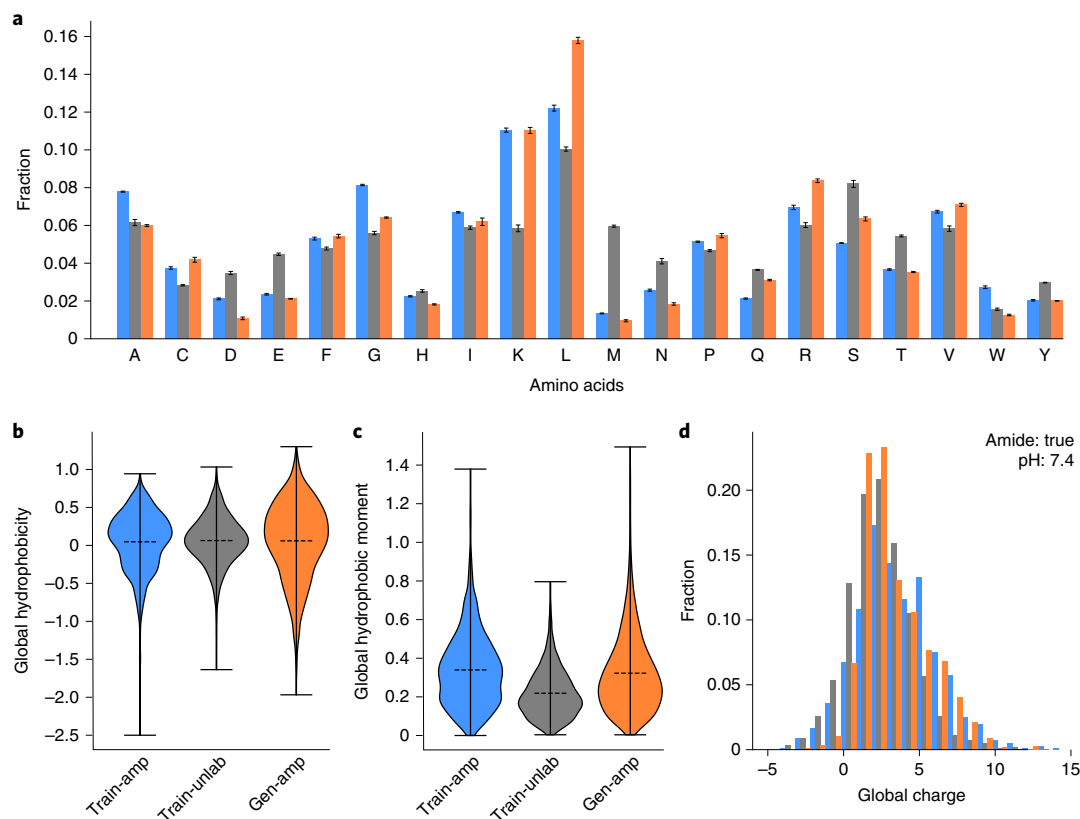 a
0.16
0.14
0.12
0.10
0.08
0.06
0.04
0.02
0
Fraction
A C D E F G H I K L M N P Q R S T V W Y
Amino acids
b
1.0
0.5
0
−0.5
−1.0
−1.5
−2.0
−2.5
Global hydrophobicity
Train-amp
Train-unlab
Gen-amp
c
1.4
1.2
1.0
0.8
0.6
0.4
0.2
0
Global hydrophobic moment
Train-amp
Train-unlab
Gen-amp
d
Amide: true
pH: 7.4
0.20
0.15
0.10
0.05
0
Fraction
−5 0 5 10 15
Global charge